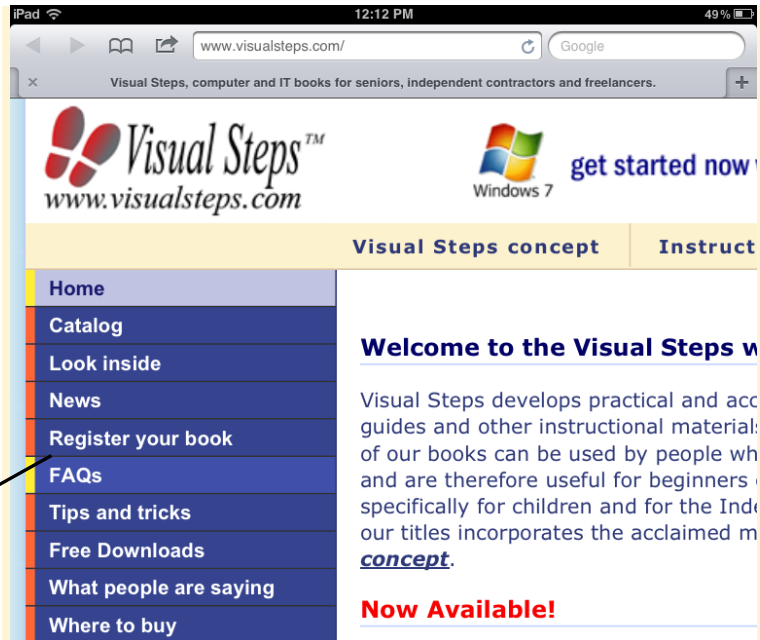 iPad 12:12 PM 49%
www.visualsteps.com/ Google
Visual Steps, computer and IT books for seniors, independent contractors and freelancers.
Visual Steps™
www.visualsteps.com
Windows 7
get started now
Visual Steps concept Instruct
Home
Catalog
Look inside
News
Register your book
FAQs
Tips and tricks
Free Downloads
What people are saying
Where to buy
Welcome to the Visual Steps w
Visual Steps develops practical and acc
guides and other instructional materials
of our books can be used by people wh
and are therefore useful for beginners
specifically for children and for the Inde
our titles incorporates the acclaimed m
concept.
Now Available!